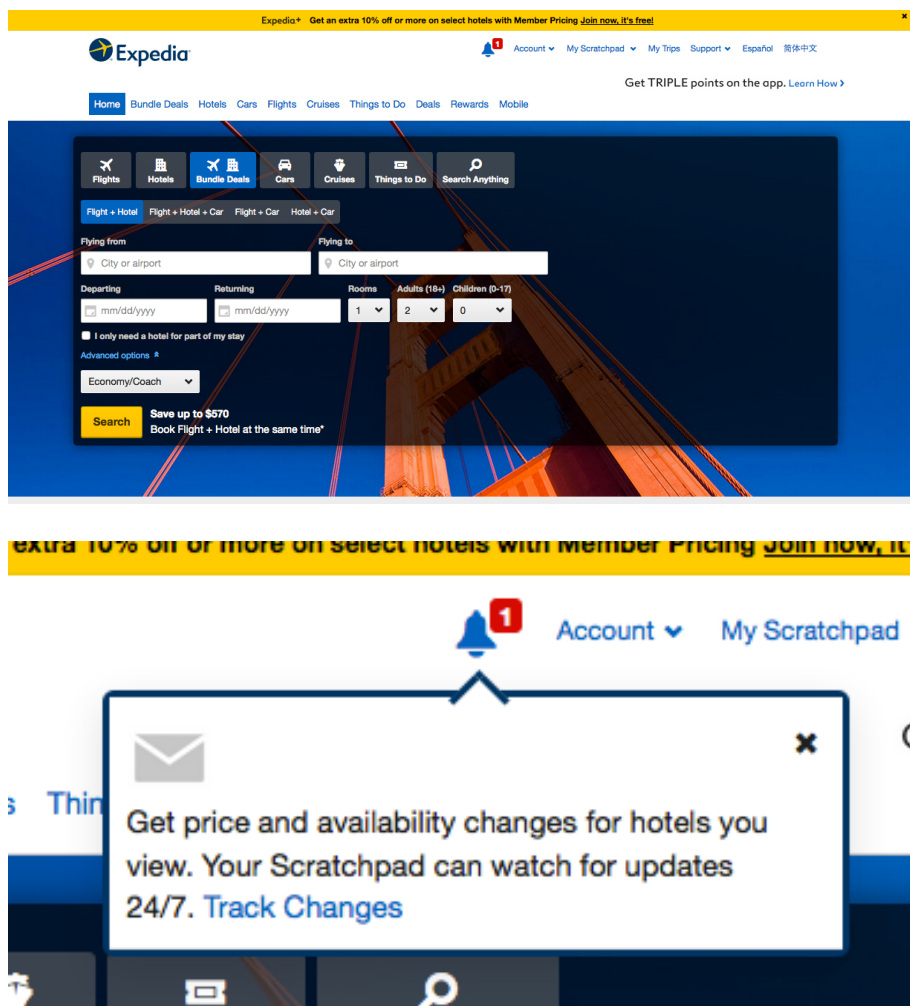 Expedia+ Get an extra 10% off or more on select hotels with Member Pricing Join now, it's free!
Expedia
1 Account My Scratchpad My Trips Support Español 简体中文
Get TRIPLE points on the app. Learn How
Home Bundle Deals Hotels Cars Flights Cruises Things to Do Deals Rewards Mobile
Flights Hotels Bundle Deals Cars Cruises Things to Do Search Anything
Flight + Hotel Flight + Hotel + Car Flight + Car Hotel + Car
Flying from Flying to
City or airport City or airport
Departing Returning Rooms Adults (18+) Children (0-17)
mm/dd/yyyy mm/dd/yyyy 1 2 0
I only need a hotel for part of my stay
Advanced options
Economy/Coach
Search
Save up to $570
Book Flight + Hotel at the same time*
extra 10% off or more on select hotels with Member Pricing Join now, it'
1 Account My Scratchpad
s Thin
Get price and availability changes for hotels you
view. Your Scratchpad can watch for updates
24/7. Track Changes